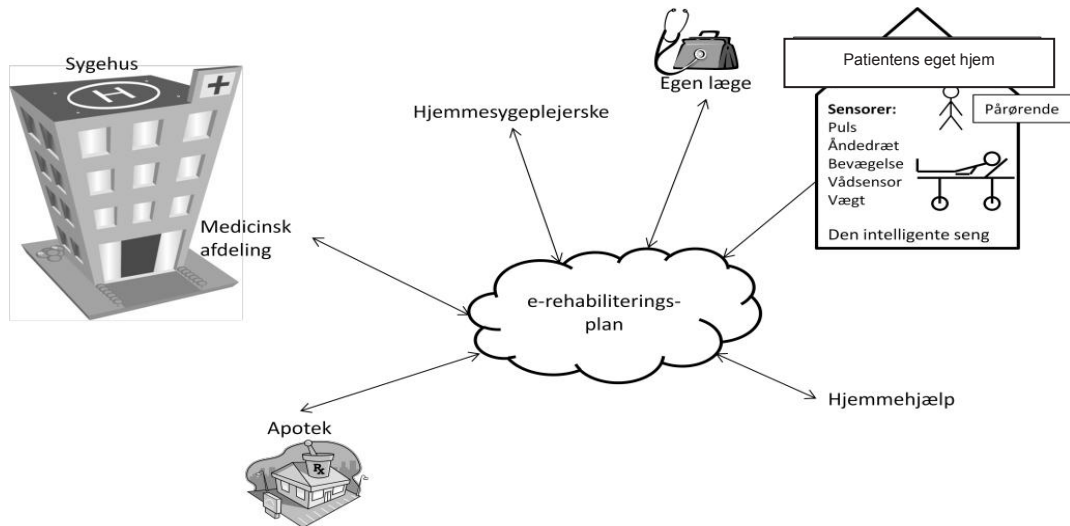 Sygehus
H
Medicinsk
afdeling
Hjemmesygeplejerske
Egen læge
Patientens eget hjem
Sensorer:
Puls
Åndedræt
Bevægelse
Vådsensor
Vægt
Den intelligente seng
Pårørende
e-rehabiliterings-
plan
Hjemmehjælp
Apotek
Rx